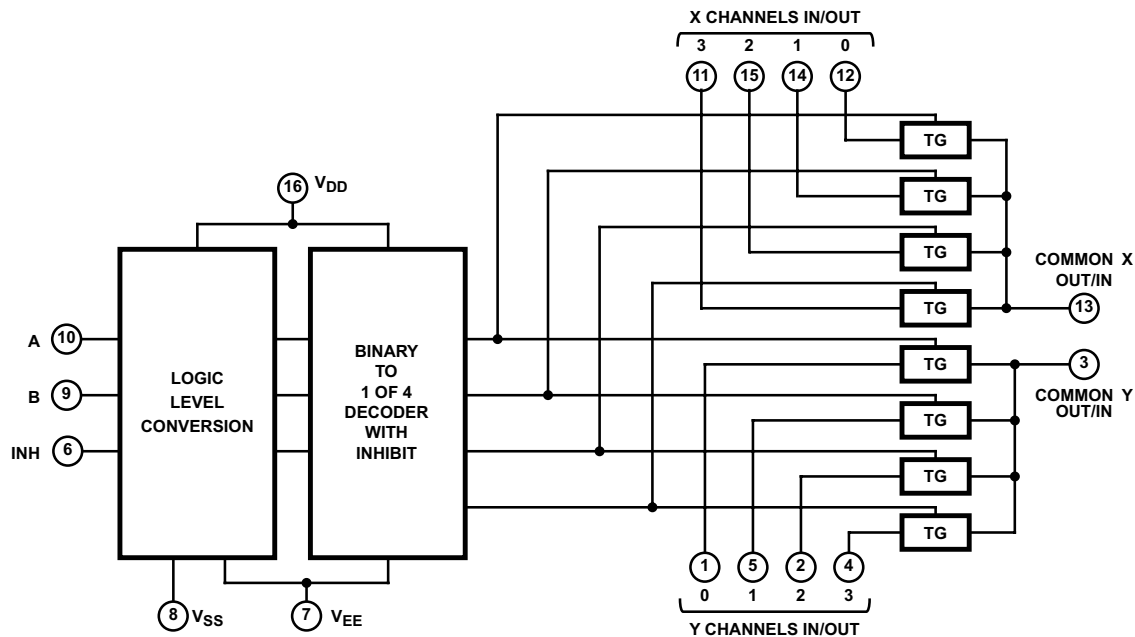 X CHANNELS IN/OUT
3 2 1 0
11 15 14 12
TG
16 VDD
TG
TG
COMMON X
OUT/IN
TG
13
A 10
BINARY
TO
1 OF 4
DECODER
WITH
INHIBIT
LOGIC
LEVEL
CONVERSION
TG
3
B 9
COMMON Y
OUT/IN
TG
INH 6
TG
TG
1 5 2 4
0 1 2 3
8 VSS
7 VEE
Y CHANNELS IN/OUT